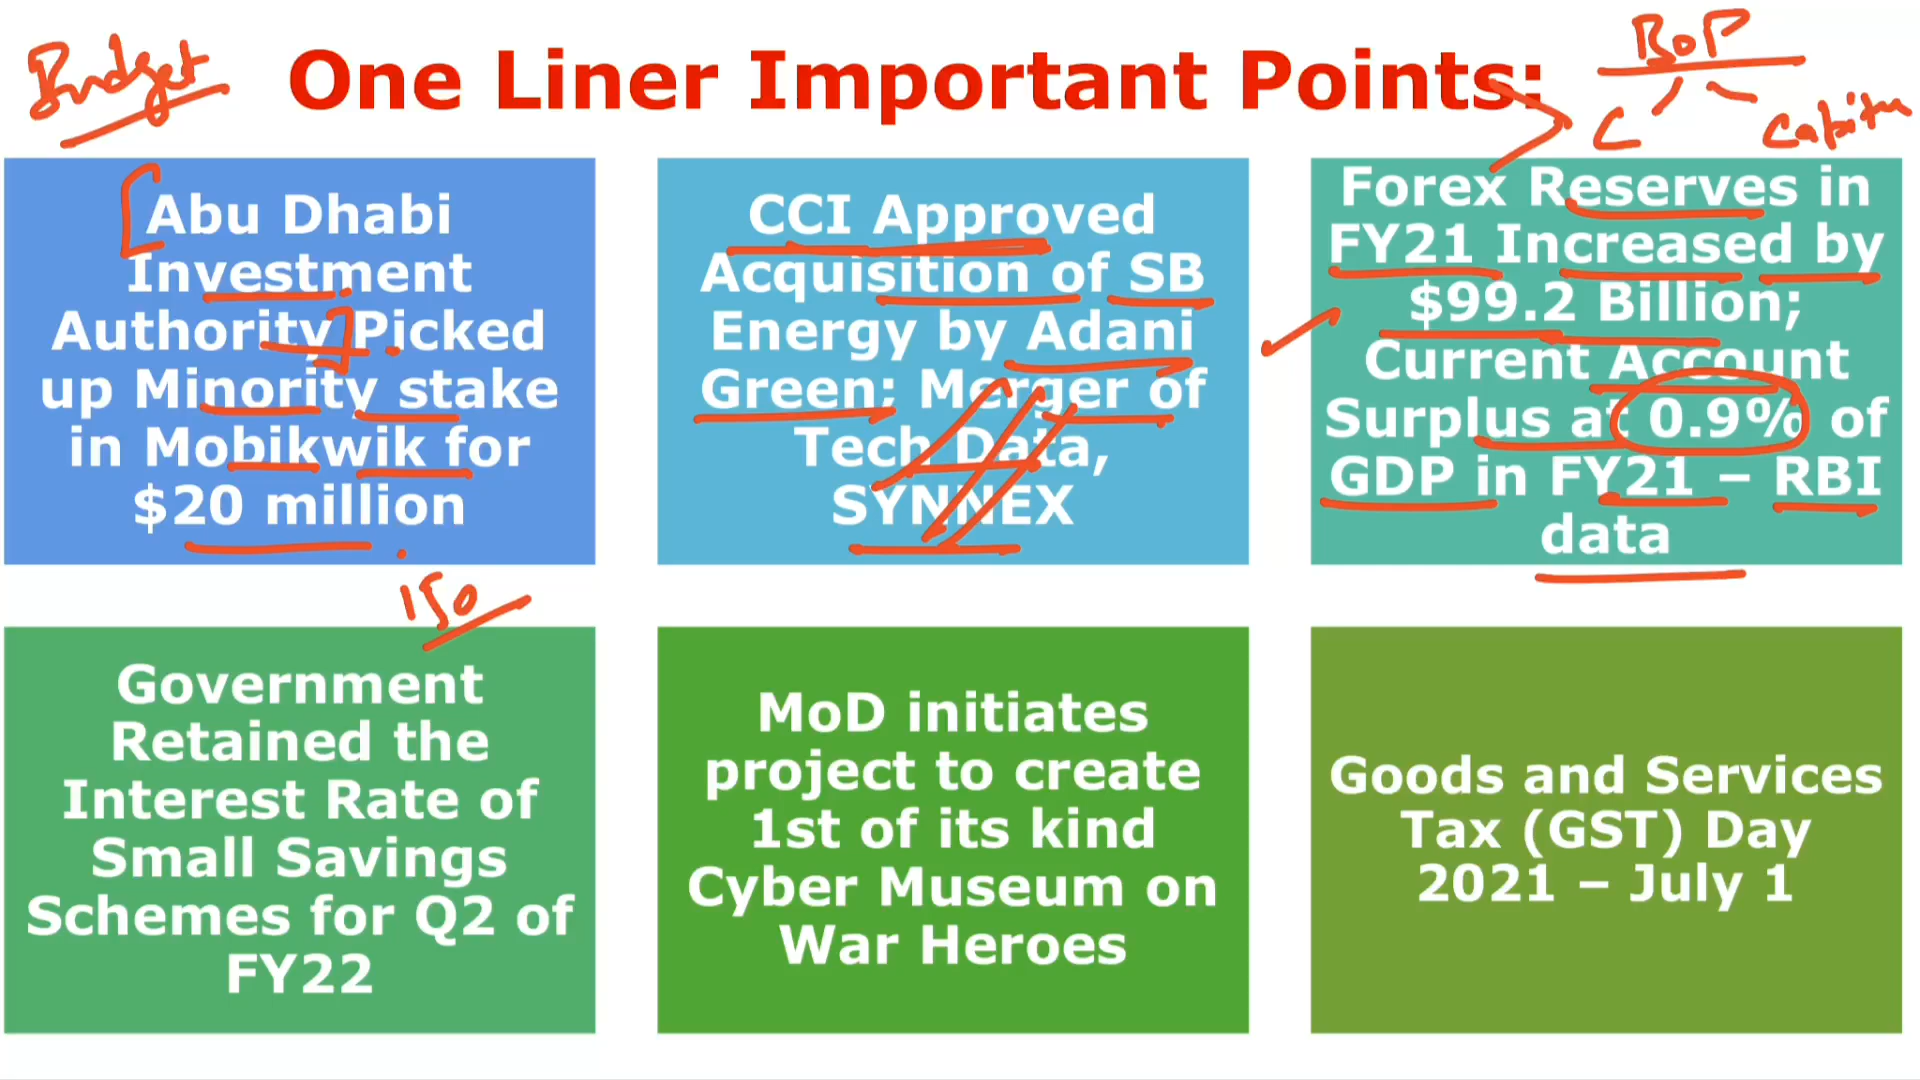 Budget
One Liner Important Points:
BoP
C
Capital
Abu Dhabi
Investment
Authority Picked
up Minority stake
in Mobikwik for
$20 million
CCI Approved
Acquisition of SB
Energy by Adani
Green; Merger of
Tech Data,
SYNNEX
Forex Reserves in
FY21 Increased by
$99.2 Billion;
Current Account
Surplus at 0.9% of
GDP in FY21 – RBI
data
150
Government
Retained the
Interest Rate of
Small Savings
Schemes for Q2 of
FY22
MoD initiates
project to create
1st of its kind
Cyber Museum on
War Heroes
Goods and Services
Tax (GST) Day
2021 – July 1